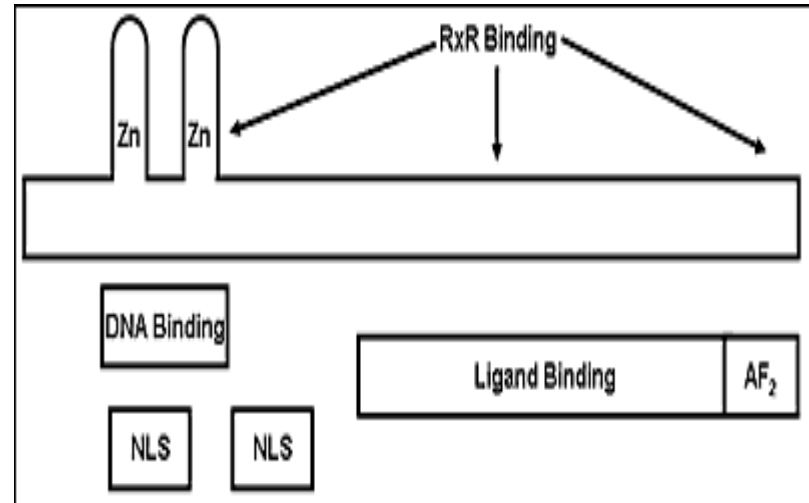 RxR Binding
Zn
Zn
DNA Binding
Ligand Binding
AF₂
NLS
NLS